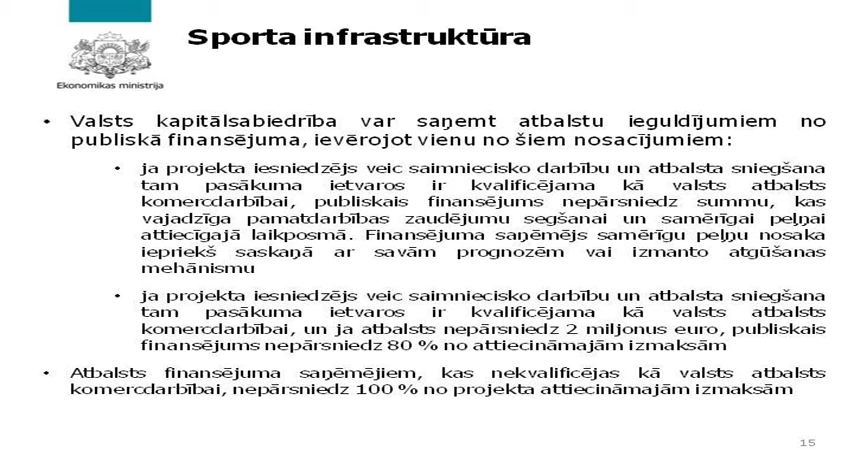 Sporta infrastruktūra
Ekonomikas ministrija
• Valsts kapitālsabiedrība var saņemt atbalstu ieguldījumiem no
publiskā finansējuma, ievērojot vienu no šiem nosacījumiem:
• ja projekta iesniedzējs veic saimniecisko darbību un atbalsta sniegšana
tam pasākuma ietvaros ir kvalificējama kā valsts atbalsts
komercdarbībai, publiskais finansējums nepārsniedz summu, kas
vajadzīga pamatdarbības zaudējumu segšanai un samērīgai peļņai
attiecīgajā laikposmā. Finansējuma saņēmējs samērīgu peļņu nosaka
iepriekš saskaņā ar savām prognozēm vai izmanto atgūšanas
mehānismu
• ja projekta iesniedzējs veic saimniecisko darbību un atbalsta sniegšana
tam pasākuma ietvaros ir kvalificējama kā valsts atbalsts
komercdarbībai, un ja atbalsts nepārsniedz 2 miljonus euro, publiskais
finansējums nepārsniedz 80 % no attiecināmajām izmaksām
• Atbalsts finansējuma saņēmējiem, kas nekvalificējas kā valsts atbalsts
komercdarbībai, nepārsniedz 100 % no projekta attiecināmajām izmaksām
15